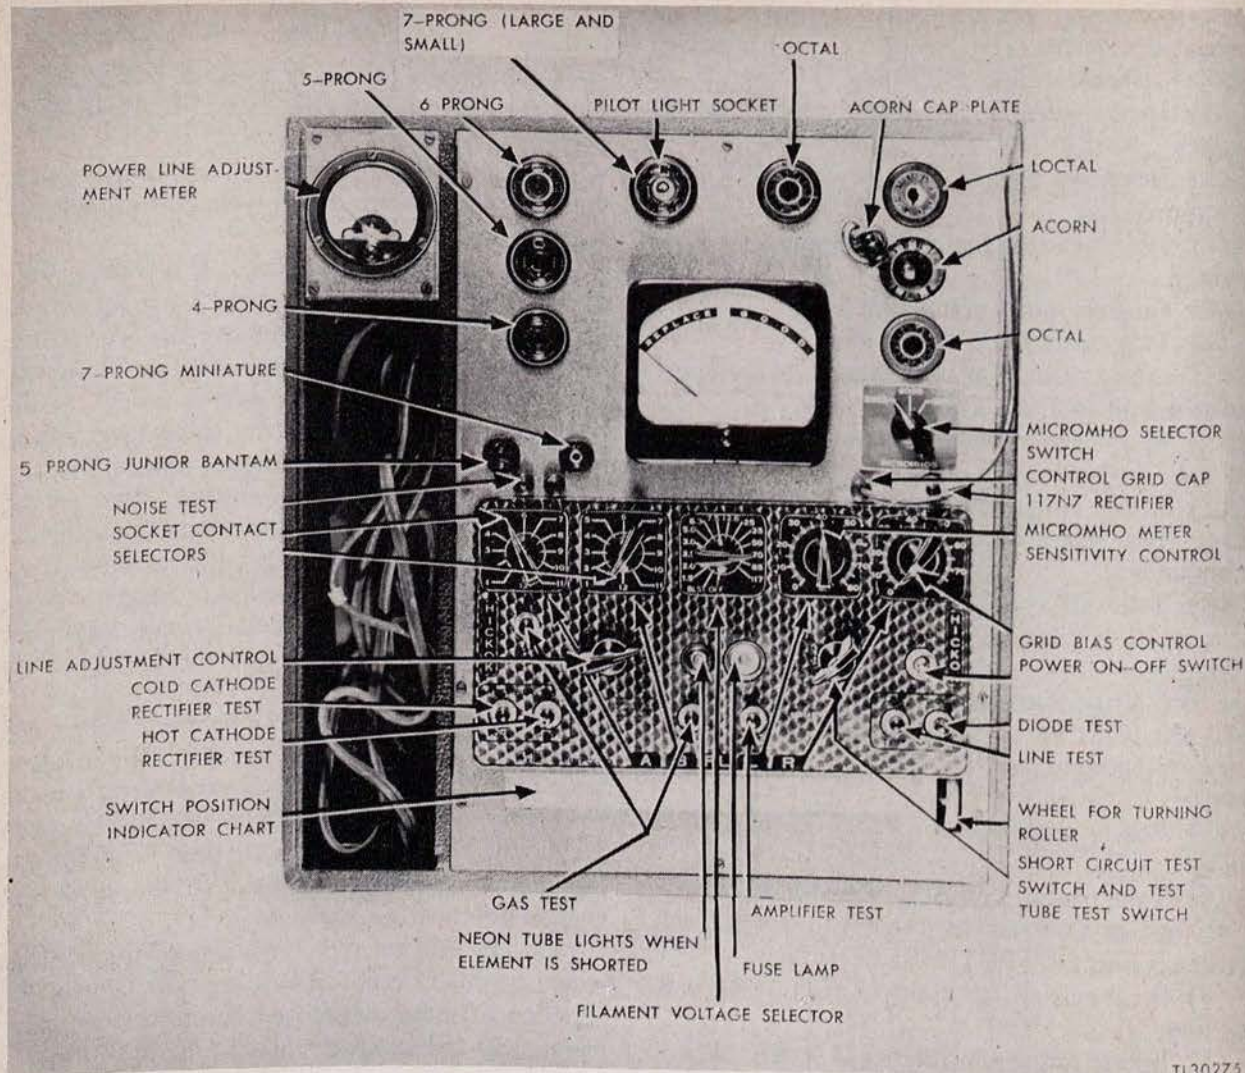 7-PRONG (LARGE AND
SMALL)
OCTAL
5-PRONG
6 PRONG
PILOT LIGHT SOCKET
ACORN CAP PLATE
POWER LINE ADJUST-
MENT METER
LOCTAL
ACORN
4-PRONG
OCTAL
7-PRONG MINIATURE
REPLACE GOOD
5 PRONG JUNIOR BANTAM
MICROMHO SELECTOR
SWITCH
NOISE TEST
CONTROL GRID CAP
117N7 RECTIFIER
SOCKET CONTACT
SELECTORS
MICROMHO METER
SENSITIVITY CONTROL
LINE ADJUSTMENT CONTROL
GRID BIAS CONTROL
POWER ON-OFF SWITCH
COLD CATHODE
RECTIFIER TEST
HOT CATHODE
RECTIFIER TEST
DIODE TEST
LINE TEST
A B FIL L R
SWITCH POSITION
INDICATOR CHART
WHEEL FOR TURNING
ROLLER
SHORT CIRCUIT TEST
SWITCH AND TEST
TUBE TEST SWITCH
GAS TEST
AMPLIFIER TEST
NEON TUBE LIGHTS WHEN
ELEMENT IS SHORTED
FUSE LAMP
FILAMENT VOLTAGE SELECTOR
TL30275